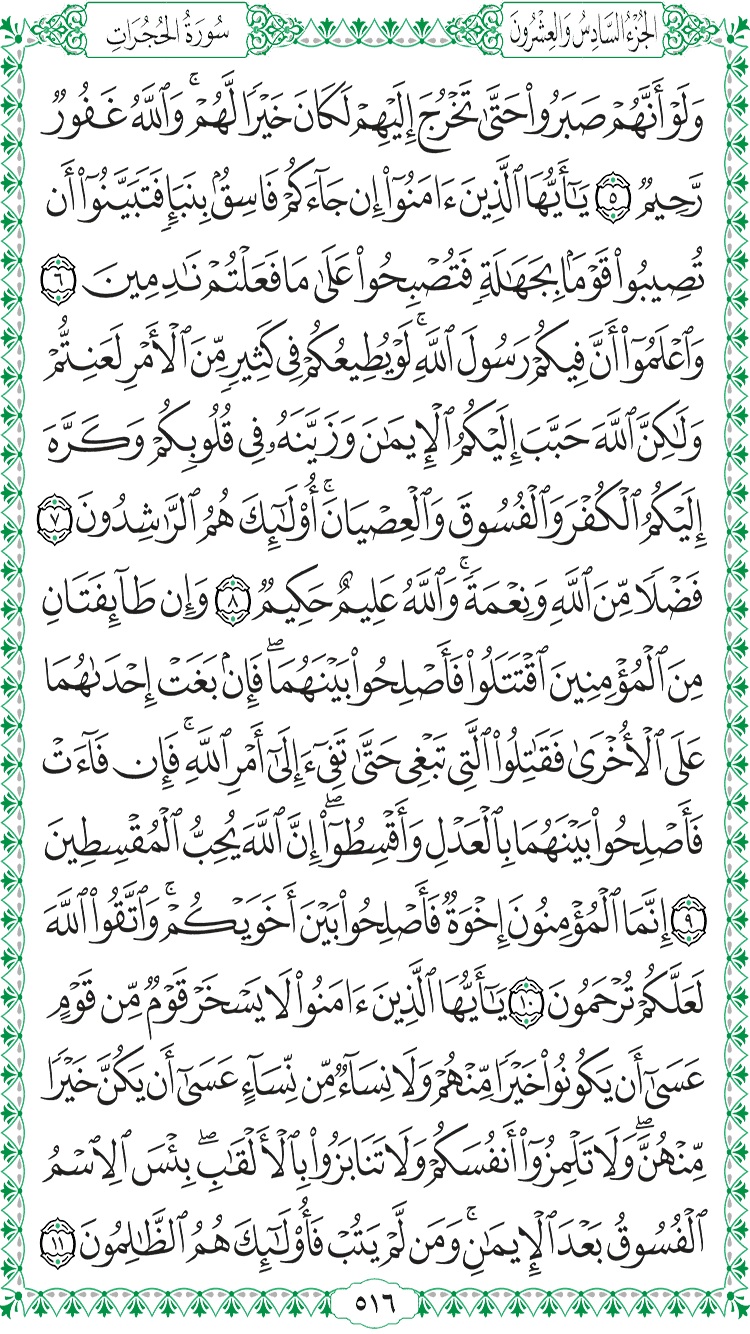 الجُزْءُ السَّادِسُ وَالعِشْرُونَ
سُورَةُ الحُجُرَاتِ
وَلَوْ أَنَّهُمْ صَبَرُوا۟ حَتَّىٰ تَخْرُجَ إِلَيْهِمْ لَكَانَ خَيْرًا لَّهُمْ ۚ وَٱللَّهُ غَفُورٌ
رَّحِيمٌ ٥ يَـٰٓأَيُّهَا ٱلَّذِينَ ءَامَنُوٓا۟ إِن جَآءَكُمْ فَاسِقٌۢ بِنَبَإٍ فَتَبَيَّنُوٓا۟ أَن
تُصِيبُوا۟ قَوْمًۢا بِجَهَـٰلَةٍ فَتُصْبِحُوا۟ عَلَىٰ مَا فَعَلْتُمْ نَـٰدِمِينَ ٦
وَٱعْلَمُوٓا۟ أَنَّ فِيكُمْ رَسُولَ ٱللَّهِ ۚ لَوْ يُطِيعُكُمْ فِى كَثِيرٍ مِّنَ ٱلْأَمْرِ لَعَنِتُّمْ
وَلَـٰكِنَّ ٱللَّهَ حَبَّبَ إِلَيْكُمُ ٱلْإِيمَـٰنَ وَزَيَّنَهُۥ فِى قُلُوبِكُمْ وَكَرَّهَ
إِلَيْكُمُ ٱلْكُفْرَ وَٱلْفُسُوقَ وَٱلْعِصْيَانَ ۚ أُو۟لَـٰٓئِكَ هُمُ ٱلرَّٰشِدُونَ ٧
فَضْلًا مِّنَ ٱللَّهِ وَنِعْمَةً ۚ وَٱللَّهُ عَلِيمٌ حَكِيمٌ ٨ وَإِن طَآئِفَتَانِ
مِنَ ٱلْمُؤْمِنِينَ ٱقْتَتَلُوا۟ فَأَصْلِحُوا۟ بَيْنَهُمَا ۖ فَإِنۢ بَغَتْ إِحْدَىٰهُمَا
عَلَى ٱلْأُخْرَىٰ فَقَـٰتِلُوا۟ ٱلَّتِى تَبْغِى حَتَّىٰ تَفِىٓءَ إِلَىٰٓ أَمْرِ ٱللَّهِ ۚ فَإِن فَآءَتْ
فَأَصْلِحُوا۟ بَيْنَهُمَا بِٱلْعَدْلِ وَأَقْسِطُوٓا۟ ۖ إِنَّ ٱللَّهَ يُحِبُّ ٱلْمُقْسِطِينَ
٩ إِنَّمَا ٱلْمُؤْمِنُونَ إِخْوَةٌ فَأَصْلِحُوا۟ بَيْنَ أَخَوَيْكُمْ ۚ وَٱتَّقُوا۟ ٱللَّهَ
لَعَلَّكُمْ تُرْحَمُونَ ١٠ يَـٰٓأَيُّهَا ٱلَّذِينَ ءَامَنُوا۟ لَا يَسْخَرْ قَوْمٌ مِّن قَوْمٍ
عَسَىٰٓ أَن يَكُونُوا۟ خَيْرًا مِّنْهُمْ وَلَا نِسَآءٌ مِّن نِّسَآءٍ عَسَىٰٓ أَن يَكُنَّ خَيْرًا
مِّنْهُنَّ ۖ وَلَا تَلْمِزُوٓا۟ أَنفُسَكُمْ وَلَا تَنَابَزُوا۟ بِٱلْأَلْقَـٰبِ ۖ بِئْسَ ٱلِٱسْمُ
ٱلْفُسُوقُ بَعْدَ ٱلْإِيمَـٰنِ ۚ وَمَن لَّمْ يَتُبْ فَأُو۟لَـٰٓئِكَ هُمُ ٱلظَّـٰلِمُونَ ١١
٥١٦